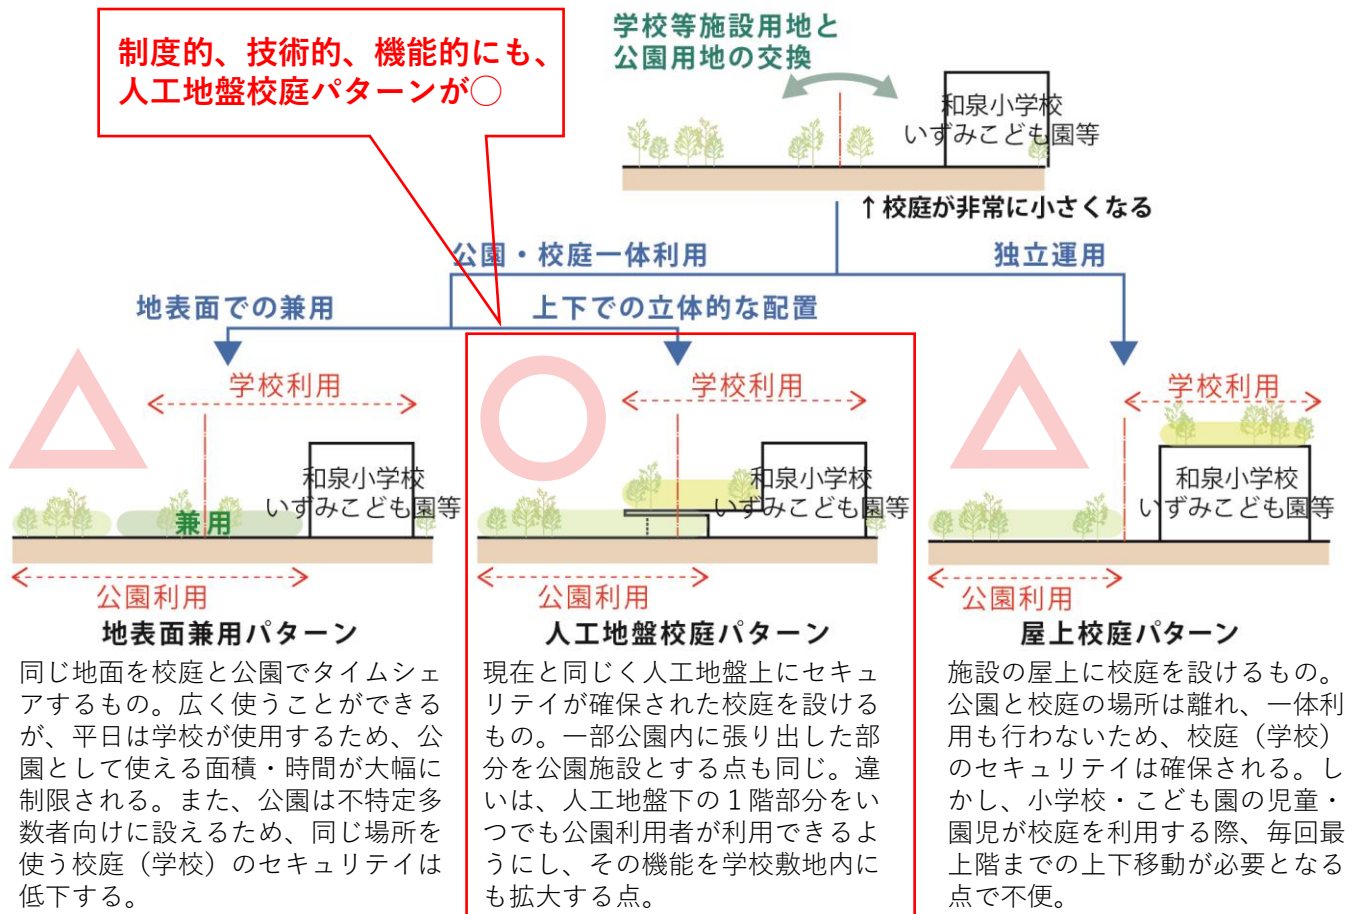 制度的、技術的、機能的にも、
人工地盤校庭パターンが○
学校等施設用地と
公園用地の交換
和泉小学校
いずみこども園等
↑校庭が非常に小さくなる
公園・校庭一体利用
独立運用
地表面での兼用
上下での立体的な配置
学校利用
和泉小学校
いずみこども園等
兼用
公園利用
地表面兼用パターン
同じ地面を校庭と公園でタイムシェ
アするもの。広く使うことができる
が、平日は学校が使用するため、公
園として使える面積・時間が大幅に
制限される。また、公園は不特定多
数者向けに設えるため、同じ場所を
使う校庭（学校）のセキュリテイは
低下する。
学校利用
和泉小学校
いずみこども園等
公園利用
人工地盤校庭パターン
現在と同じく人工地盤上にセキュ
リテイが確保された校庭を設ける
もの。一部公園内に張り出した部
分を公園施設とする点も同じ。違
いは、人工地盤下の１階部分をい
つでも公園利用者が利用できるよ
うにし、その機能を学校敷地内に
も拡大する点。
学校利用
和泉小学校
いずみこども園等
公園利用
屋上校庭パターン
施設の屋上に校庭を設けるもの。
公園と校庭の場所は離れ、一体利
用も行わないため、校庭（学校）
のセキュリテイは確保される。し
かし、小学校・こども園の児童・
園児が校庭を利用する際、毎回最
上階までの上下移動が必要となる
点で不便。